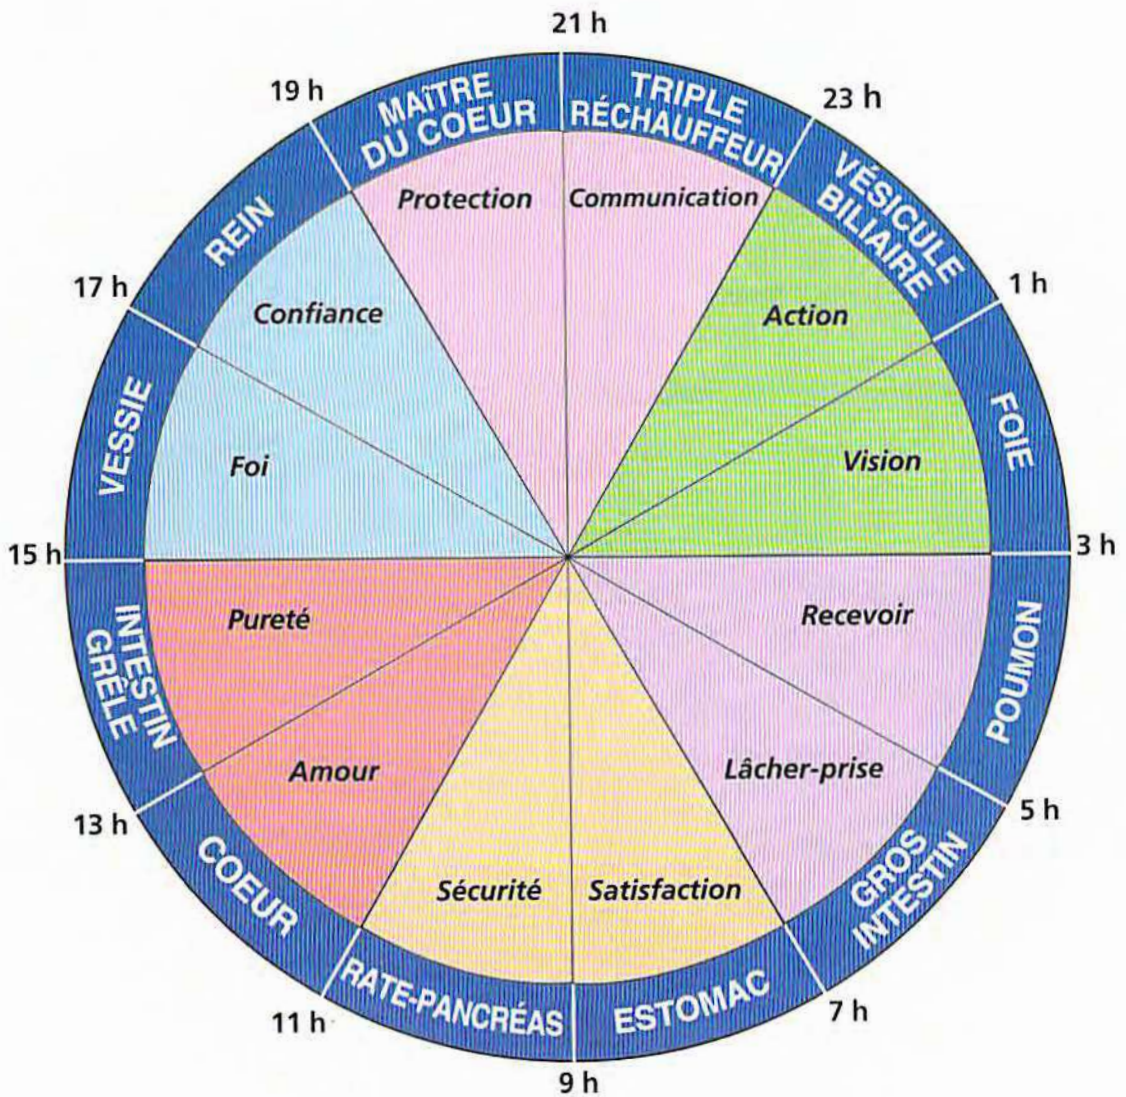 21 h
19 h
MAÎTRE
DU COEUR
TRIPLE
RÉCHAUFFEUR
23 h
VÉSICULE
BILIAIRE
REIN
Protection
Communication
17 h
1 h
Confiance
Action
VESSIE
FOIE
Foi
Vision
15 h
3 h
INTESTIN
GRÊLE
Pureté
Recevoir
POUMON
Amour
Lâcher-prise
13 h
5 h
COEUR
Sécurité
Satisfaction
GROS
INTESTIN
RATE-PANCRÉAS
ESTOMAC
11 h
7 h
9 h